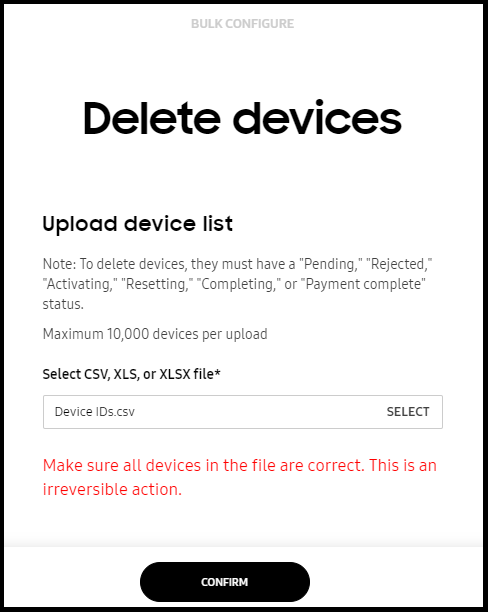 BULK CONFIGURE
Delete devices
Upload device list
Note: To delete devices, they must have a "Pending," "Rejected,"
"Activating," "Resetting," "Completing," or "Payment complete"
status.
Maximum 10,000 devices per upload
Select CSV, XLS, or XLSX file*
Device IDs.csv SELECT
Make sure all devices in the file are correct. This is an
irreversible action.
CONFIRM